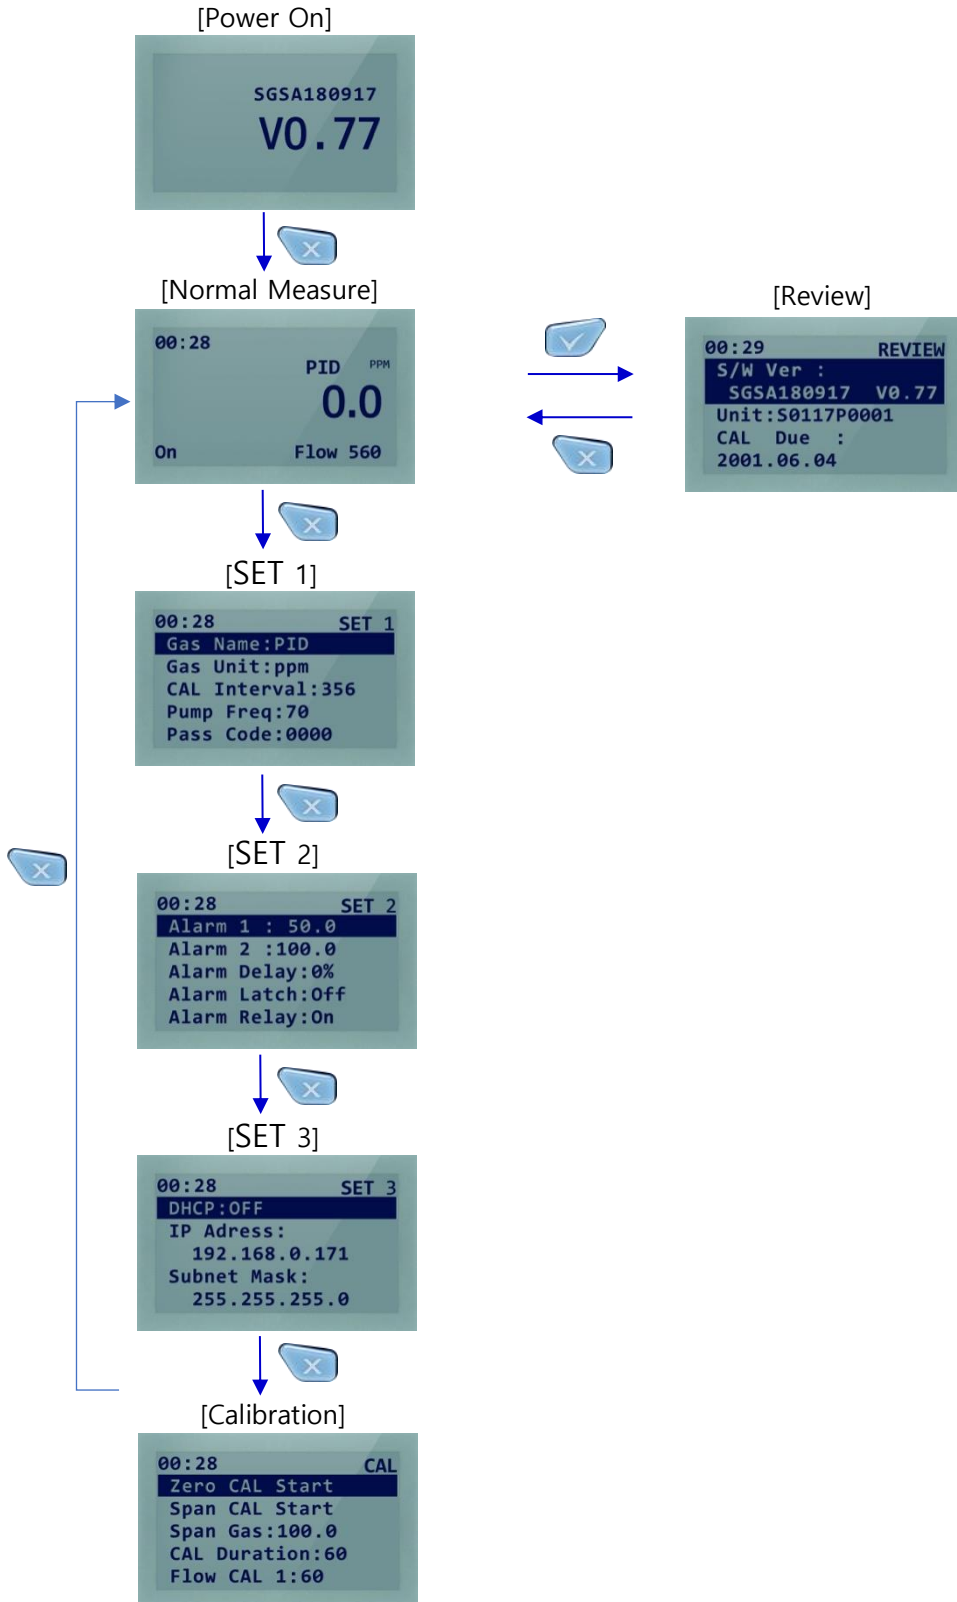 [Power On]
SGSA180917
V0.77
[Normal Measure]
00:28
PID PPM
0.0
On Flow 560
[Review]
00:29 REVIEW
S/W Ver :
SGSA180917 V0.77
Unit:S0117P0001
CAL Due :
2001.06.04
[SET 1]
00:28 SET 1
Gas Name:PID
Gas Unit:ppm
CAL Interval:356
Pump Freq:70
Pass Code:0000
[SET 2]
00:28 SET 2
Alarm 1 : 50.0
Alarm 2 :100.0
Alarm Delay:0%
Alarm Latch:Off
Alarm Relay:On
[SET 3]
00:28 SET 3
DHCP:OFF
IP Adress:
192.168.0.171
Subnet Mask:
255.255.255.0
[Calibration]
00:28 CAL
Zero CAL Start
Span CAL Start
Span Gas:100.0
CAL Duration:60
Flow CAL 1:60